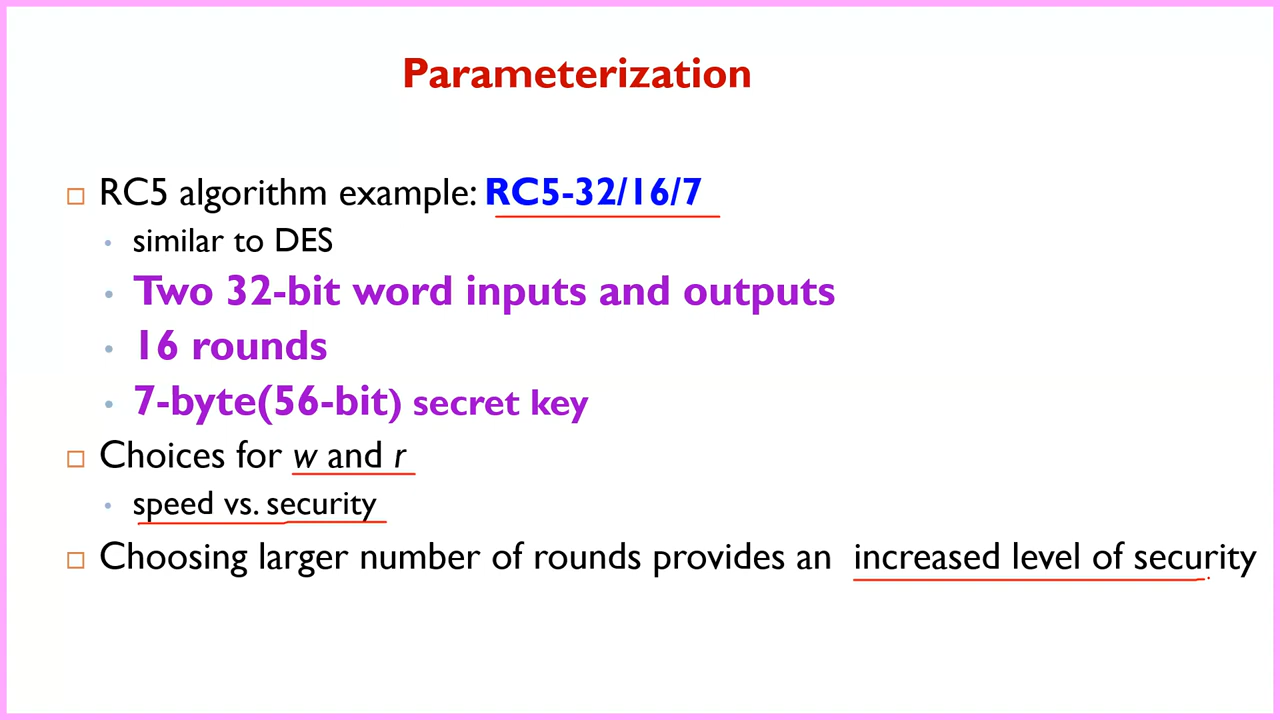 Parameterization
RC5 algorithm example: RC5-32/16/7
similar to DES
Two 32-bit word inputs and outputs
16 rounds
7-byte(56-bit) secret key
Choices for w and r
speed vs. security
Choosing larger number of rounds provides an increased level of security